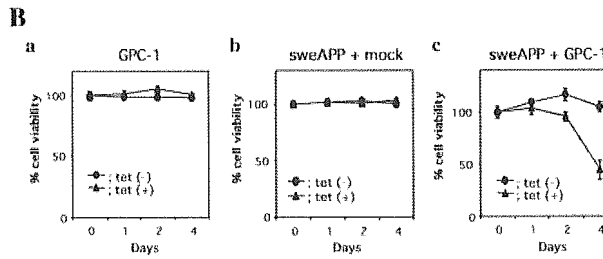 B
a
GPC-1
% cell viability
100
50
0
; tet (-)
; tet (+)
0 1 2 4
Days
b
sweAPP + mock
% cell viability
100
50
0
; tet (-)
; tet (+)
0 1 2 4
Days
c
sweAPP + GPC-1
% cell viability
100
50
0
; tet (-)
; tet (+)
0 1 2 4
Days